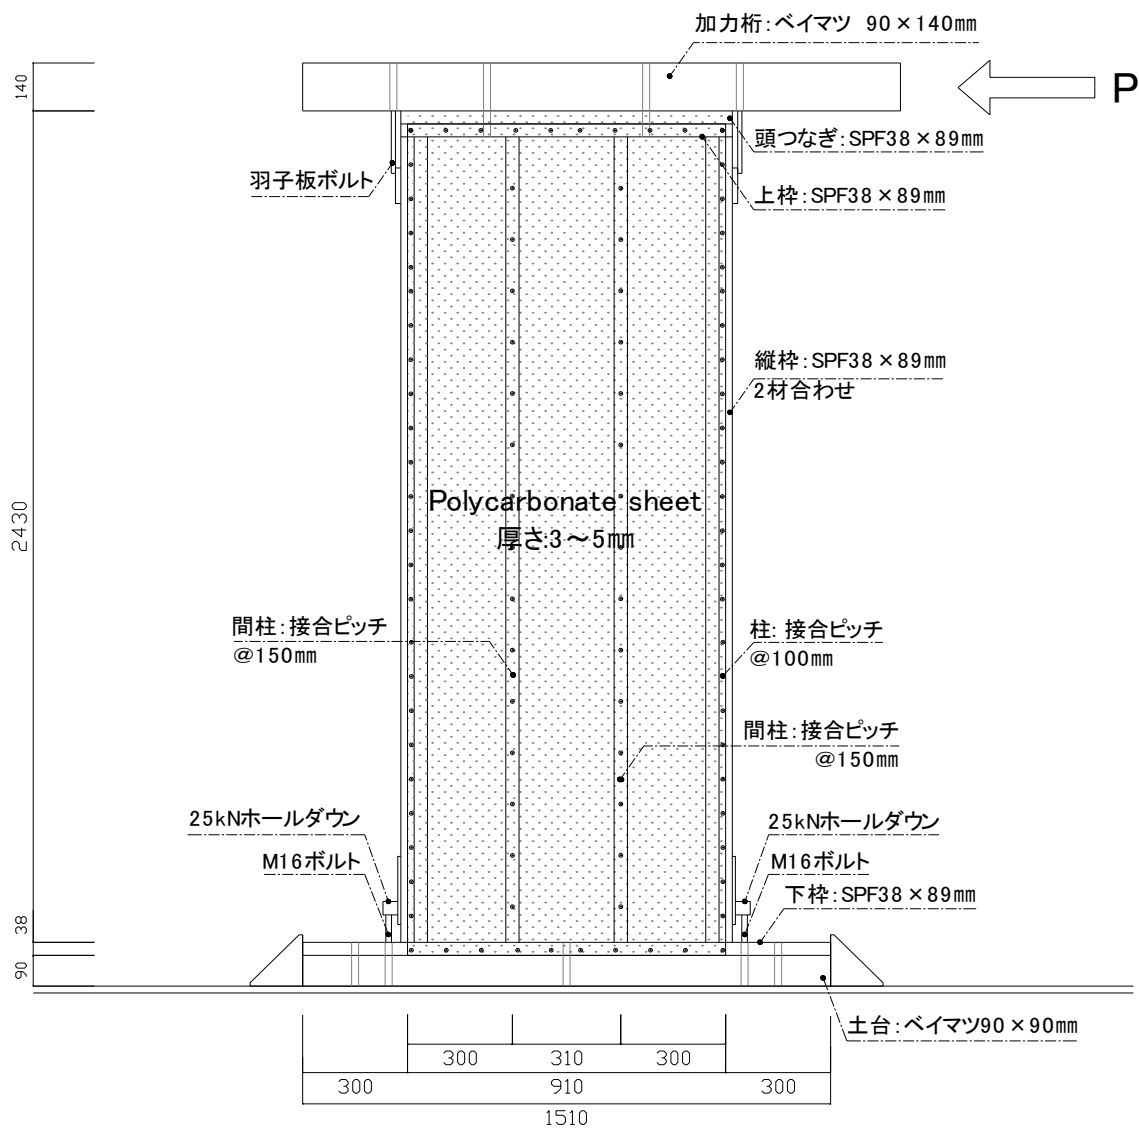 加力桁:ベイマツ 90×140mm
140
P
頭つなぎ:SPF38×89mm
羽子板ボルト
上枠:SPF38×89mm
縦枠:SPF38×89mm
2材合わせ
2430
Polycarbonate sheet
厚さ:3～5mm
間柱:接合ピッチ
@150mm
柱: 接合ピッチ
@100mm
間柱:接合ピッチ
@150mm
25kNホールダウン
25kNホールダウン
M16ボルト
M16ボルト
下枠:SPF38×89mm
38
90
土台:ベイマツ90×90mm
300
310
300
300
910
300
1510